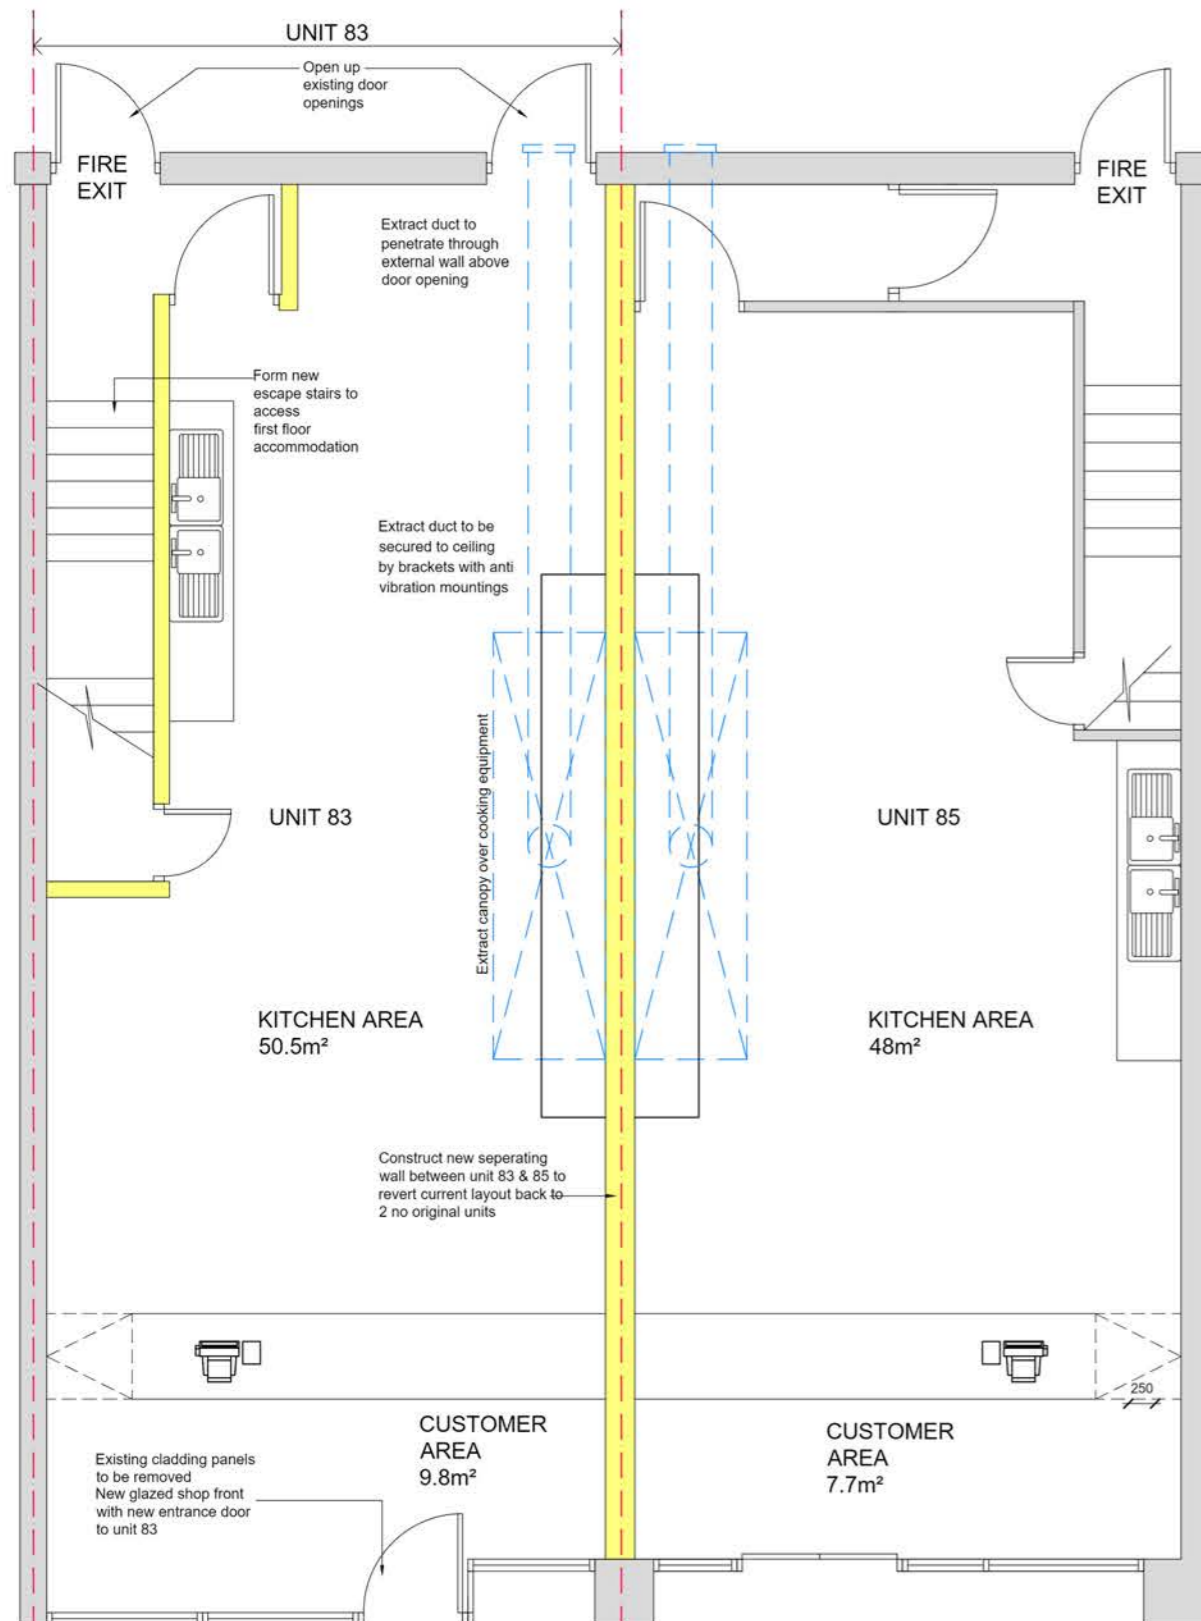 UNIT 83
Open up
existing door
openings
FIRE
EXIT
FIRE
EXIT
Extract duct to
penetrate through
external wall above
door opening
Form new
escape stairs to
access
first floor
accommodation
Extract duct to be
secured to ceiling
by brackets with anti
vibration mountings
Extract canopy over cooking equipment
UNIT 83
UNIT 85
KITCHEN AREA
50.5m²
KITCHEN AREA
48m²
Construct new seperating
wall between unit 83 & 85 to
revert current layout back to
2 no original units
250
CUSTOMER
AREA
9.8m²
CUSTOMER
AREA
7.7m²
Existing cladding panels
to be removed
New glazed shop front
with new entrance door
to unit 83